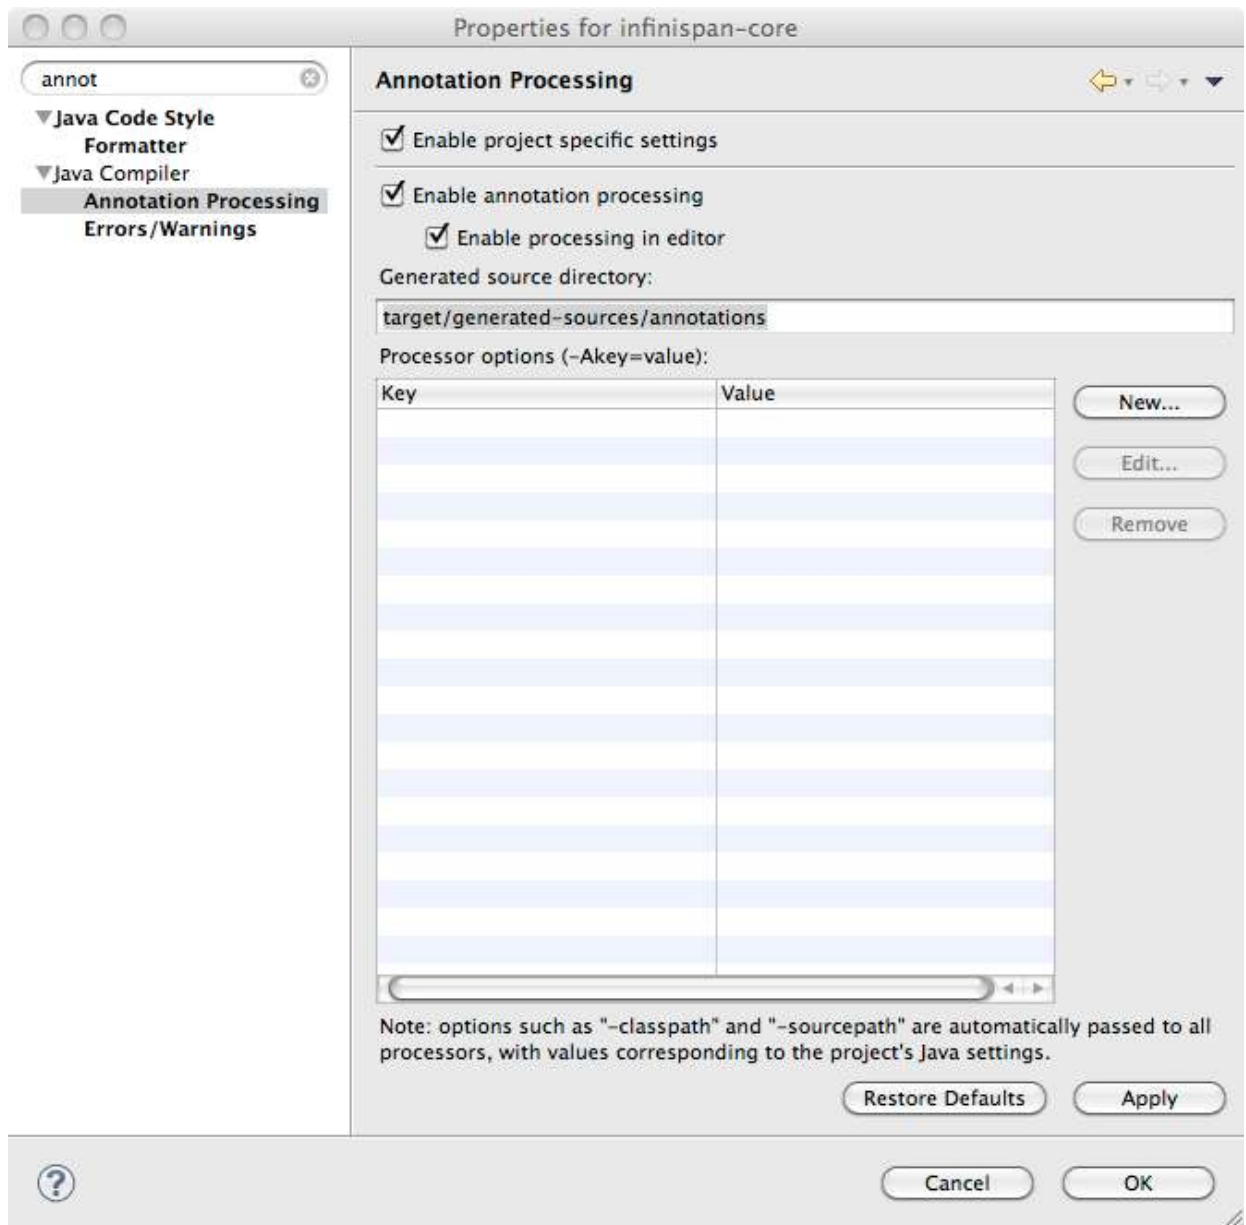 Properties for infinispan-core
annot
Java Code Style
Formatter
Java Compiler
Annotation Processing
Errors/Warnings
Annotation Processing
Enable project specific settings
Enable annotation processing
Enable processing in editor
Generated source directory:
target/generated-sources/annotations
Processor options (-Akey=value):
Key Value
New...
Edit...
Remove
Note: options such as "-classpath" and "-sourcepath" are automatically passed to all
processors, with values corresponding to the project's Java settings.
Restore Defaults Apply
? Cancel OK